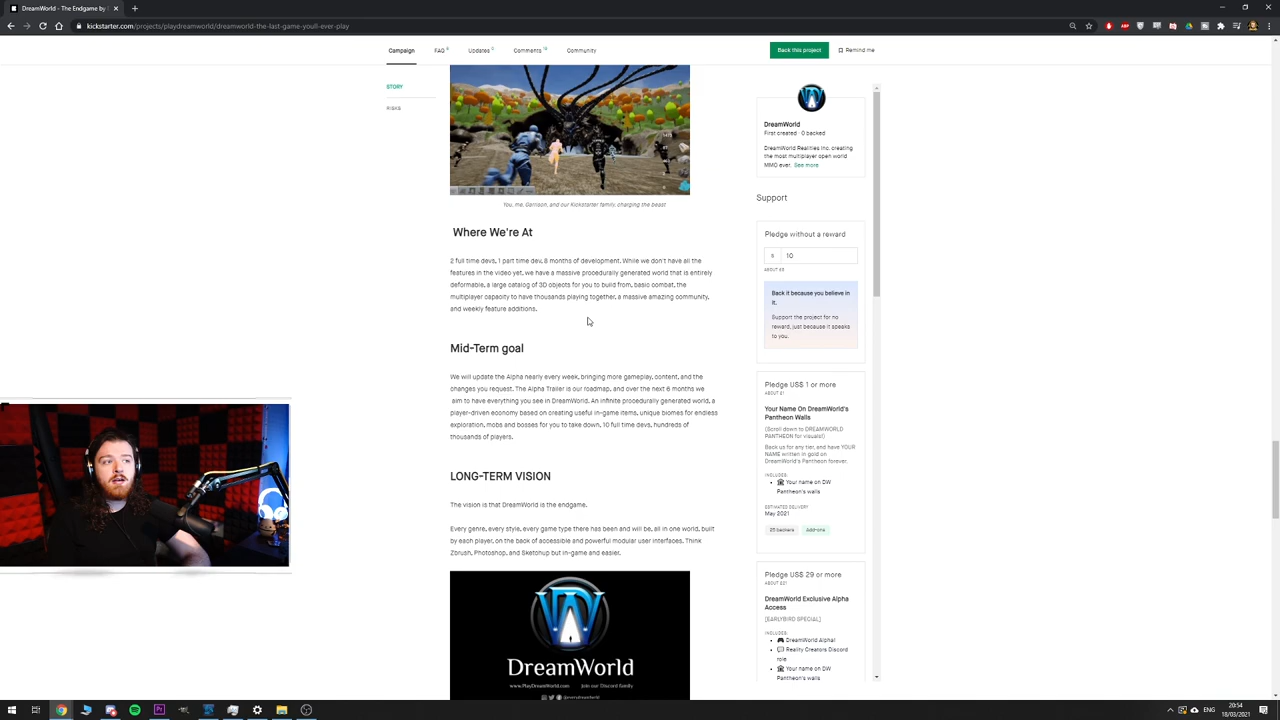 DreamWorld - The Endgame by
kickstarter.com/projects/playdreamworld/dreamworld-the-last-game-youll-ever-play
Campaign
FAQ
Updates
Comments
Community
Back this project
Remind me
STORY
RISKS
"You, me, Garrison, and our Kickstarter family, charging the beast"
Where We're At
2 full time devs, 1 part time dev, 8 months of development. While we don't have all the
features in the video yet, we have a massive procedurally generated world that is entirely
deformable, a large catalog of 3D objects for you to build from, basic combat, the
multiplayer capacity to have thousands playing together, a massive amazing community,
and weekly feature additions.
Mid-Term goal
We will update the Alpha nearly every week, bringing more gameplay, content, and the
changes you request. The Alpha Trailer is our roadmap, and over the next 6 months we
aim to have everything you see in DreamWorld. An infinite procedurally generated world, a
player-driven economy based on creating useful in-game items, unique biomes for endless
exploration, mobs and bosses for you to take down, 10 full time devs, hundreds of
thousands of players.
LONG-TERM VISION
The vision is that DreamWorld is the endgame.
Every genre, every style, every game type there has been and will be, all in one world, built
by each player, on the back of accessible and powerful modular user interfaces. Think
Zbrush, Photoshop, and Sketchup but in-game and easier.
DreamWorld
www.PlayDreamWorld.com Join our Discord family
DreamWorld
First created · 0 backed
DreamWorld Realities Inc. creating
the most multiplayer open world
MMO ever. See more
Support
Pledge without a reward
$ 10
Back it because you believe in
it.
Support the project for no
reward, just because it speaks
to you.
Pledge US$ 1 or more
Your Name On DreamWorld's
Pantheon Walls
(Scroll down to DREAMWORLD
PANTHEON for visuals!)
Back us for any tier, and have YOUR
NAME written in gold on
DreamWorld's Pantheon forever.
INCLUDES:
Your name on DW
Pantheon's walls
ESTIMATED DELIVERY
May 2021
25 backers
Add-ons
Pledge US$ 29 or more
DreamWorld Exclusive Alpha
Access
[EARLYBIRD SPECIAL]
INCLUDES:
DreamWorld Alpha!
Reality Creators Discord
role
Your name on DW
Pantheon's walls
ENG
20:54
18/03/2021